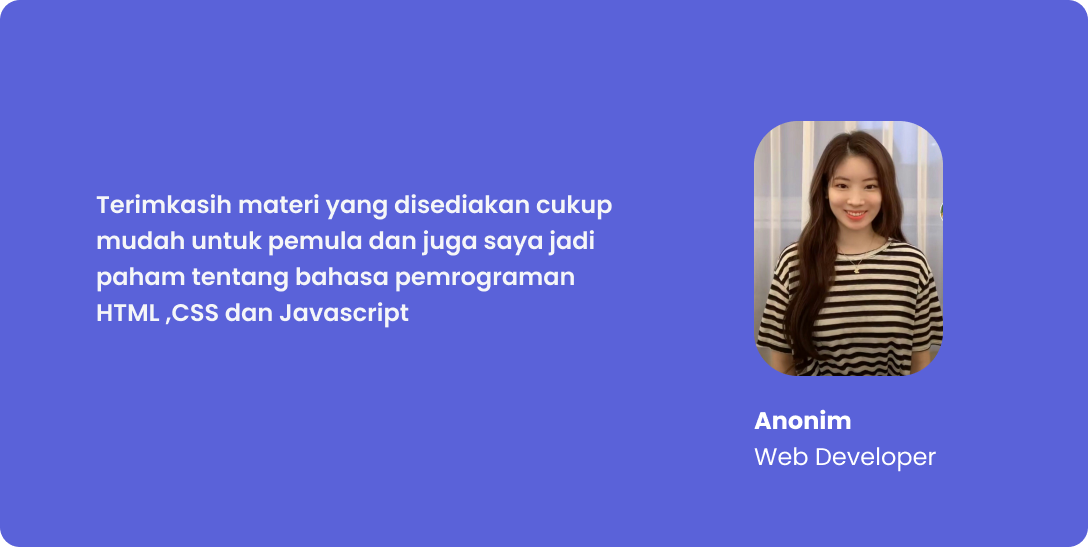 Terimkasih materi yang disediakan cukup
mudah untuk pemula dan juga saya jadi
paham tentang bahasa pemrograman
HTML ,CSS dan Javascript
Anonim
Web Developer